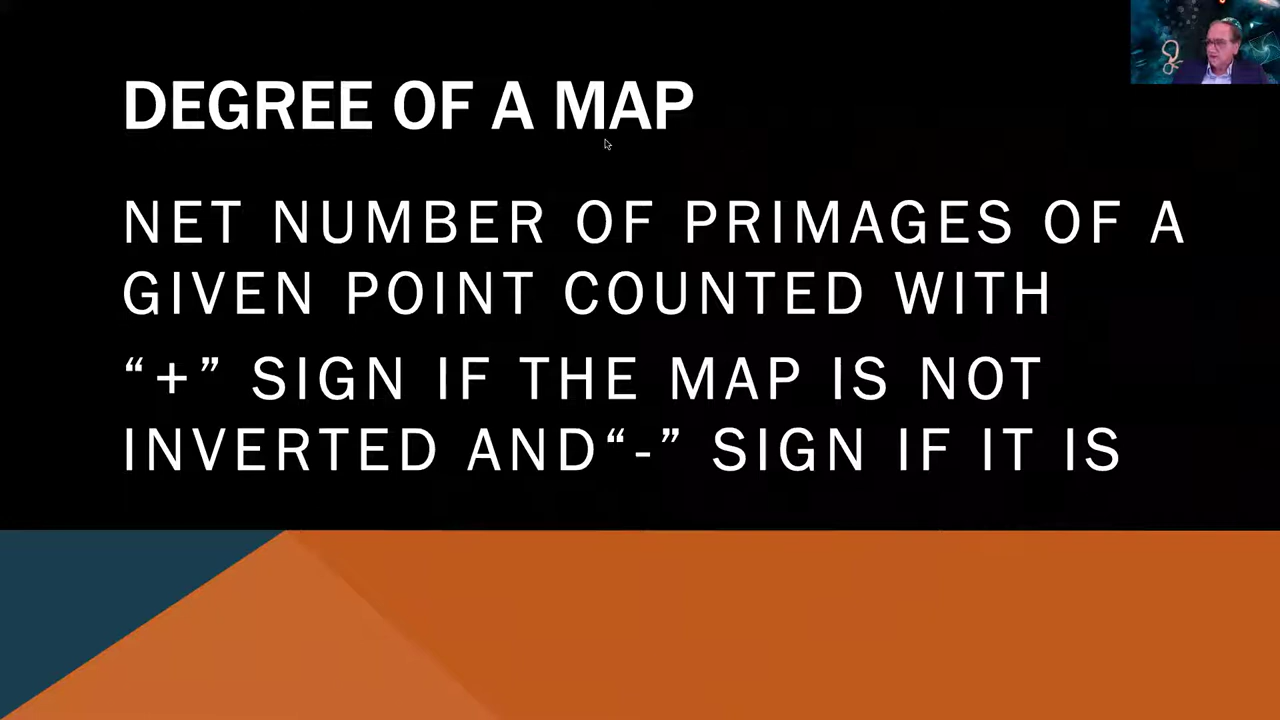 DEGREE OF A MAP
NET NUMBER OF PRIMAGES OF A
GIVEN POINT COUNTED WITH
“+” SIGN IF THE MAP IS NOT
INVERTED AND“-” SIGN IF IT IS